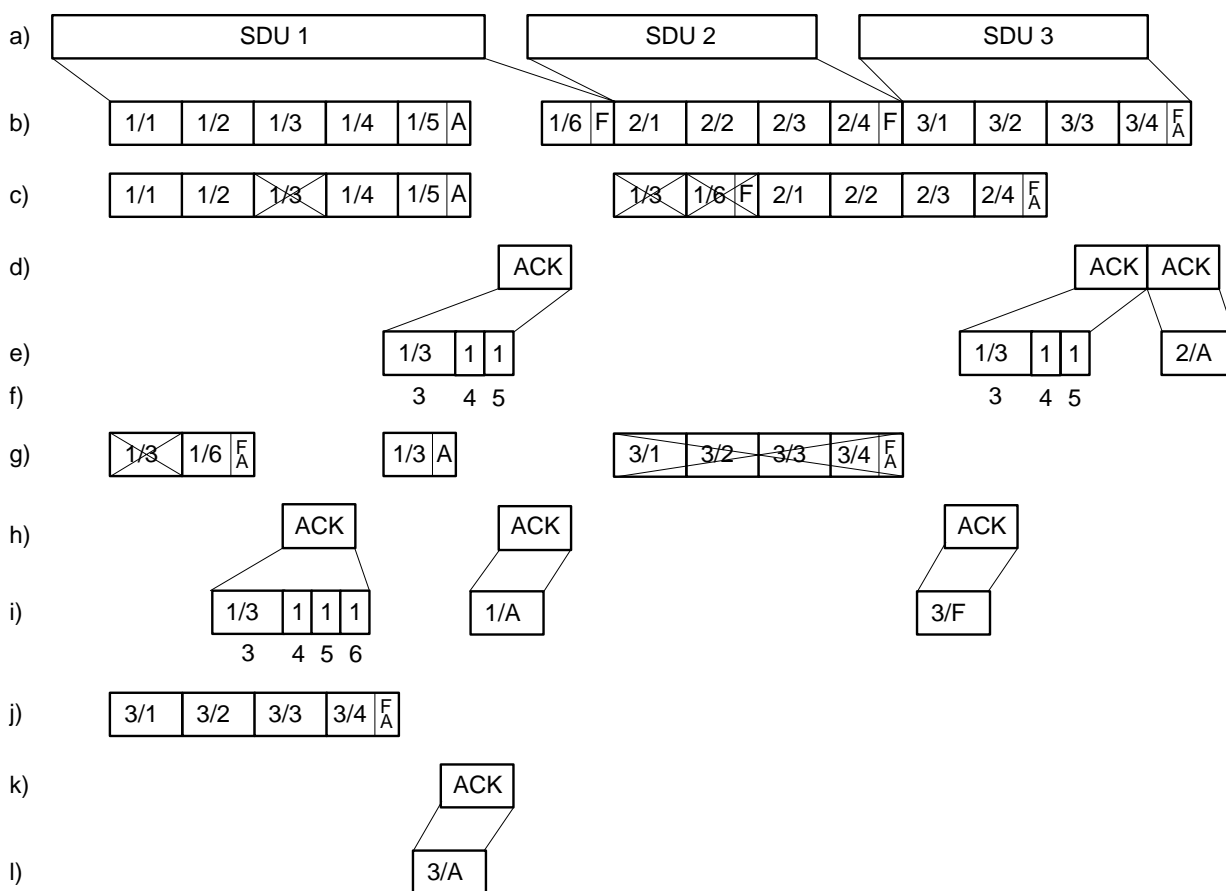 a) SDU 1 SDU 2 SDU 3
b) 1/1 1/2 1/3 1/4 1/5 A 1/6 F 2/1 2/2 2/3 2/4 F 3/1 3/2 3/3 3/4 F A
c) 1/1 1/2 1/3 1/4 1/5 A 1/3 1/6 F 2/1 2/2 2/3 2/4 F A
d) ACK ACK ACK
e) 1/3 1 1 1/3 1 1 2/A
f) 3 4 5 3 4 5
g) 1/3 1/6 F A 1/3 A 3/1 3/2 3/3 3/4 F A
h) ACK ACK ACK
i) 1/3 1 1 1 1/A 3/F
3 4 5 6
j) 3/1 3/2 3/3 3/4 F A
k) ACK
l) 3/A